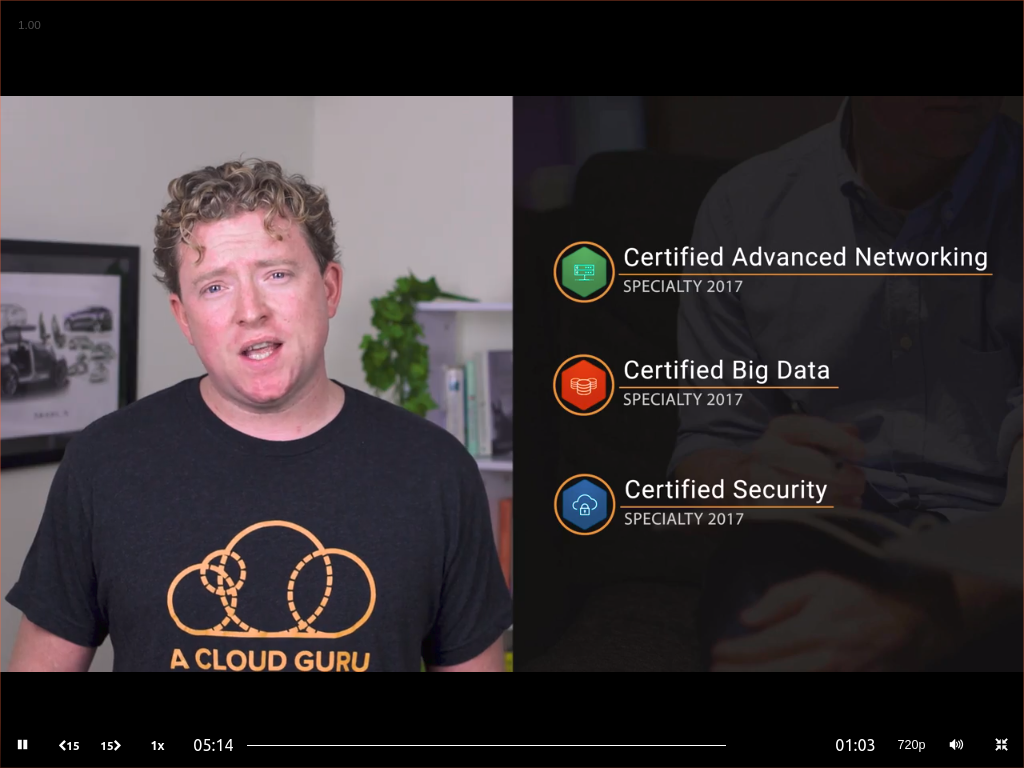 1.00
Certified Advanced Networking
SPECIALTY 2017
Certified Big Data
SPECIALTY 2017
Certified Security
SPECIALTY 2017
A CLOUD GURU
15
15
1x
05:14
01:03
720p